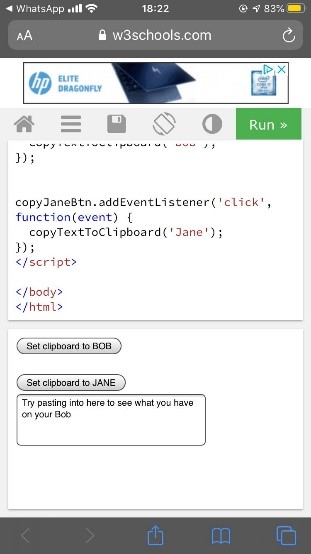 WhatsApp
18:22
83%
AA
w3schools.com
hp
ELITE
DRAGONFLY
Run »
});
copyJaneBtn.addEventListener('click',
function(event) {
copyTextToClipboard('Jane');
});
</script>
</body>
</html>
Set clipboard to BOB
Set clipboard to JANE
Try pasting into here to see what you have
on your Bob